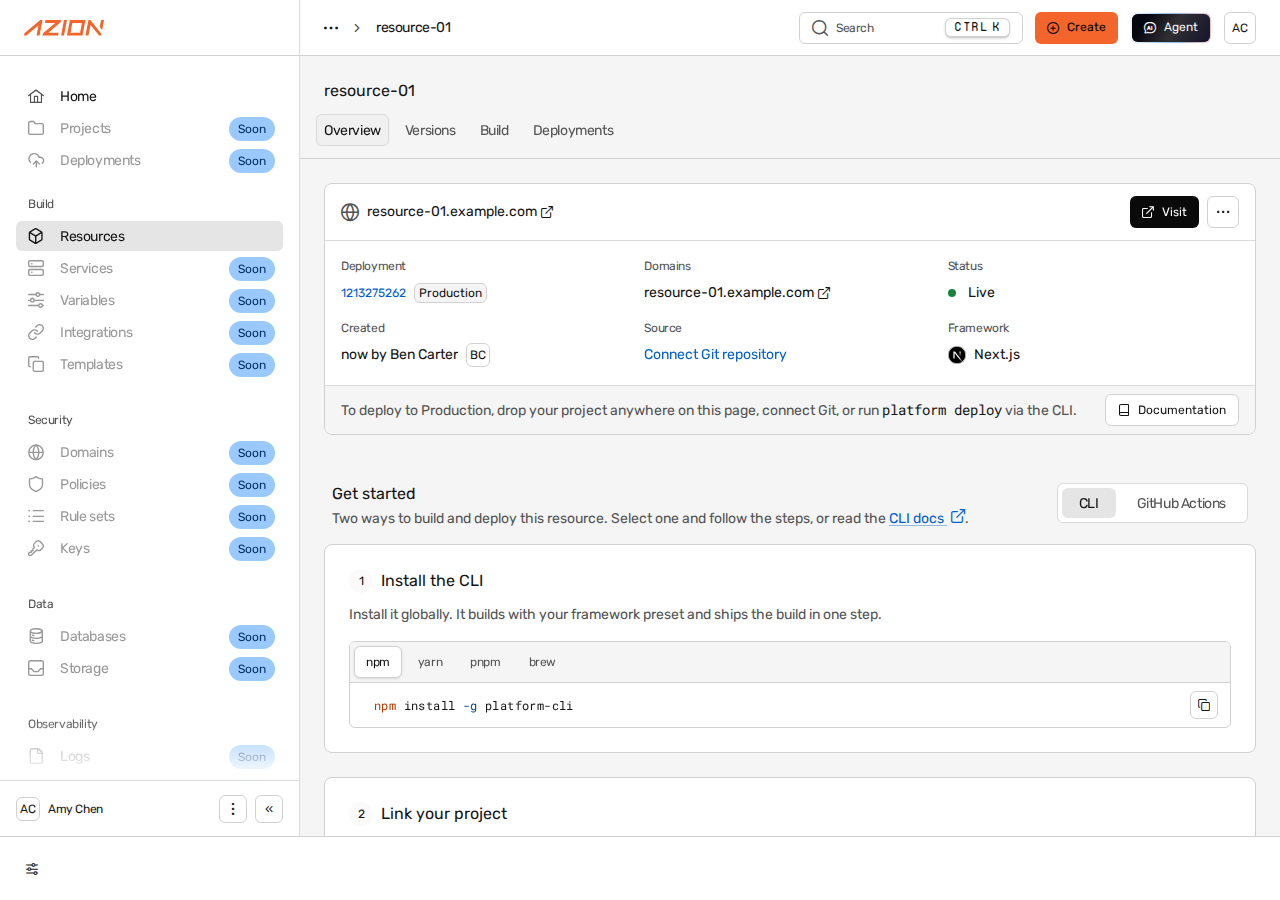 AZION
resource-01
Search
CTRL K
Create
Agent
AC
Home
Projects
Soon
Deployments
Soon
Build
Resources
Services
Soon
Variables
Soon
Integrations
Soon
Templates
Soon
Security
Domains
Soon
Policies
Soon
Rule sets
Soon
Keys
Soon
Data
Databases
Soon
Storage
Soon
Observability
Logs
Soon
AC
Amy Chen
resource-01
Overview
Versions
Build
Deployments
resource-01.example.com
Visit
Deployment
Domains
Status
1213275262
Production
resource-01.example.com
Live
Created
Source
Framework
now by Ben Carter
BC
Connect Git repository
Next.js
To deploy to Production, drop your project anywhere on this page, connect Git, or run platform deploy via the CLI.
Documentation
Get started
Two ways to build and deploy this resource. Select one and follow the steps, or read the CLI docs.
CLI
GitHub Actions
1
Install the CLI
Install it globally. It builds with your framework preset and ships the build in one step.
npm
yarn
pnpm
brew
npm install -g platform-cli
2
Link your project